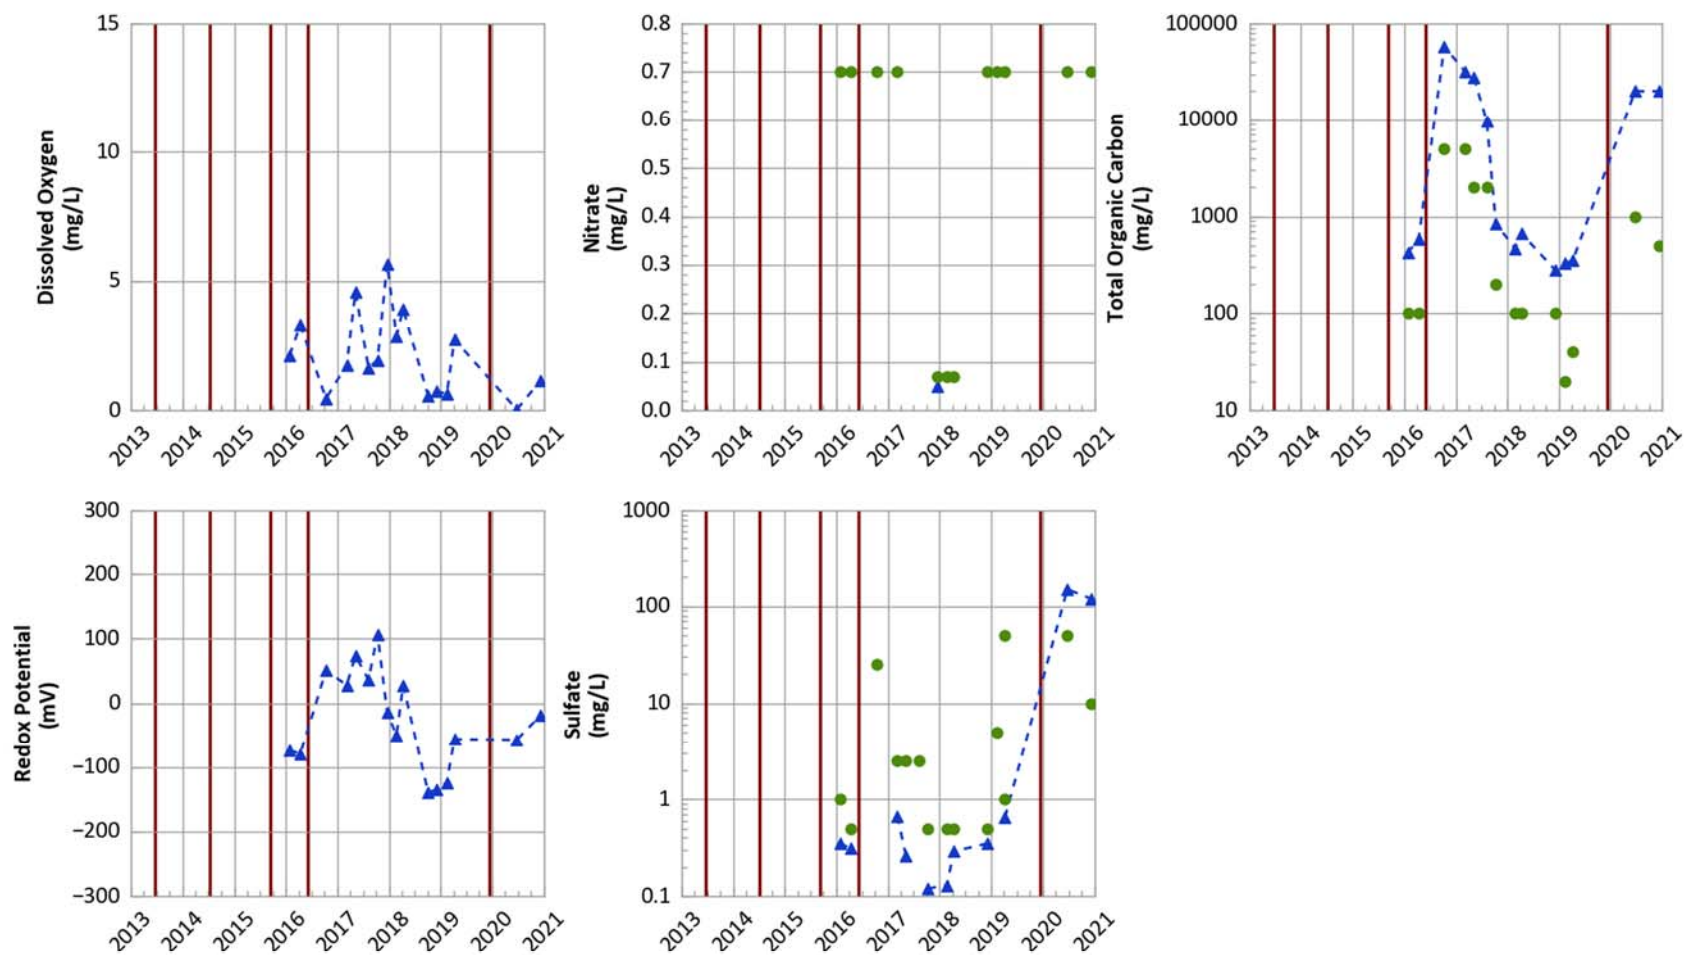 Dissolved Oxygen
(mg/L)
15
10
5
0
2013 2014 2015 2016 2017 2018 2019 2020 2021
Nitrate
(mg/L)
0.8
0.7
0.6
0.5
0.4
0.3
0.2
0.1
0.0
2013 2014 2015 2016 2017 2018 2019 2020 2021
Total Organic Carbon
(mg/L)
100000
10000
1000
100
10
2013 2014 2015 2016 2017 2018 2019 2020 2021
Redox Potential
(mV)
300
200
100
0
−100
−200
−300
2013 2014 2015 2016 2017 2018 2019 2020 2021
Sulfate
(mg/L)
1000
100
10
1
0.1
2013 2014 2015 2016 2017 2018 2019 2020 2021